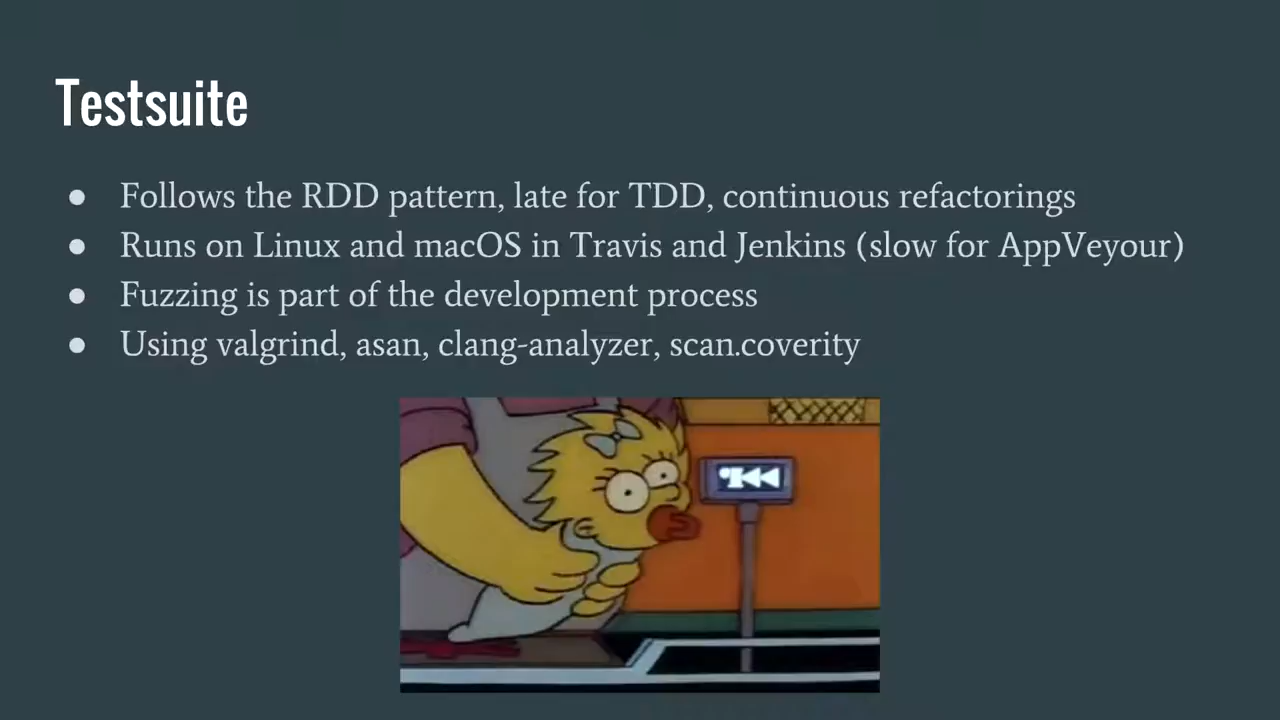 Testsuite
● Follows the RDD pattern, late for TDD, continuous refactorings
● Runs on Linux and macOS in Travis and Jenkins (slow for AppVeyour)
● Fuzzing is part of the development process
● Using valgrind, asan, clang-analyzer, scan.coverity